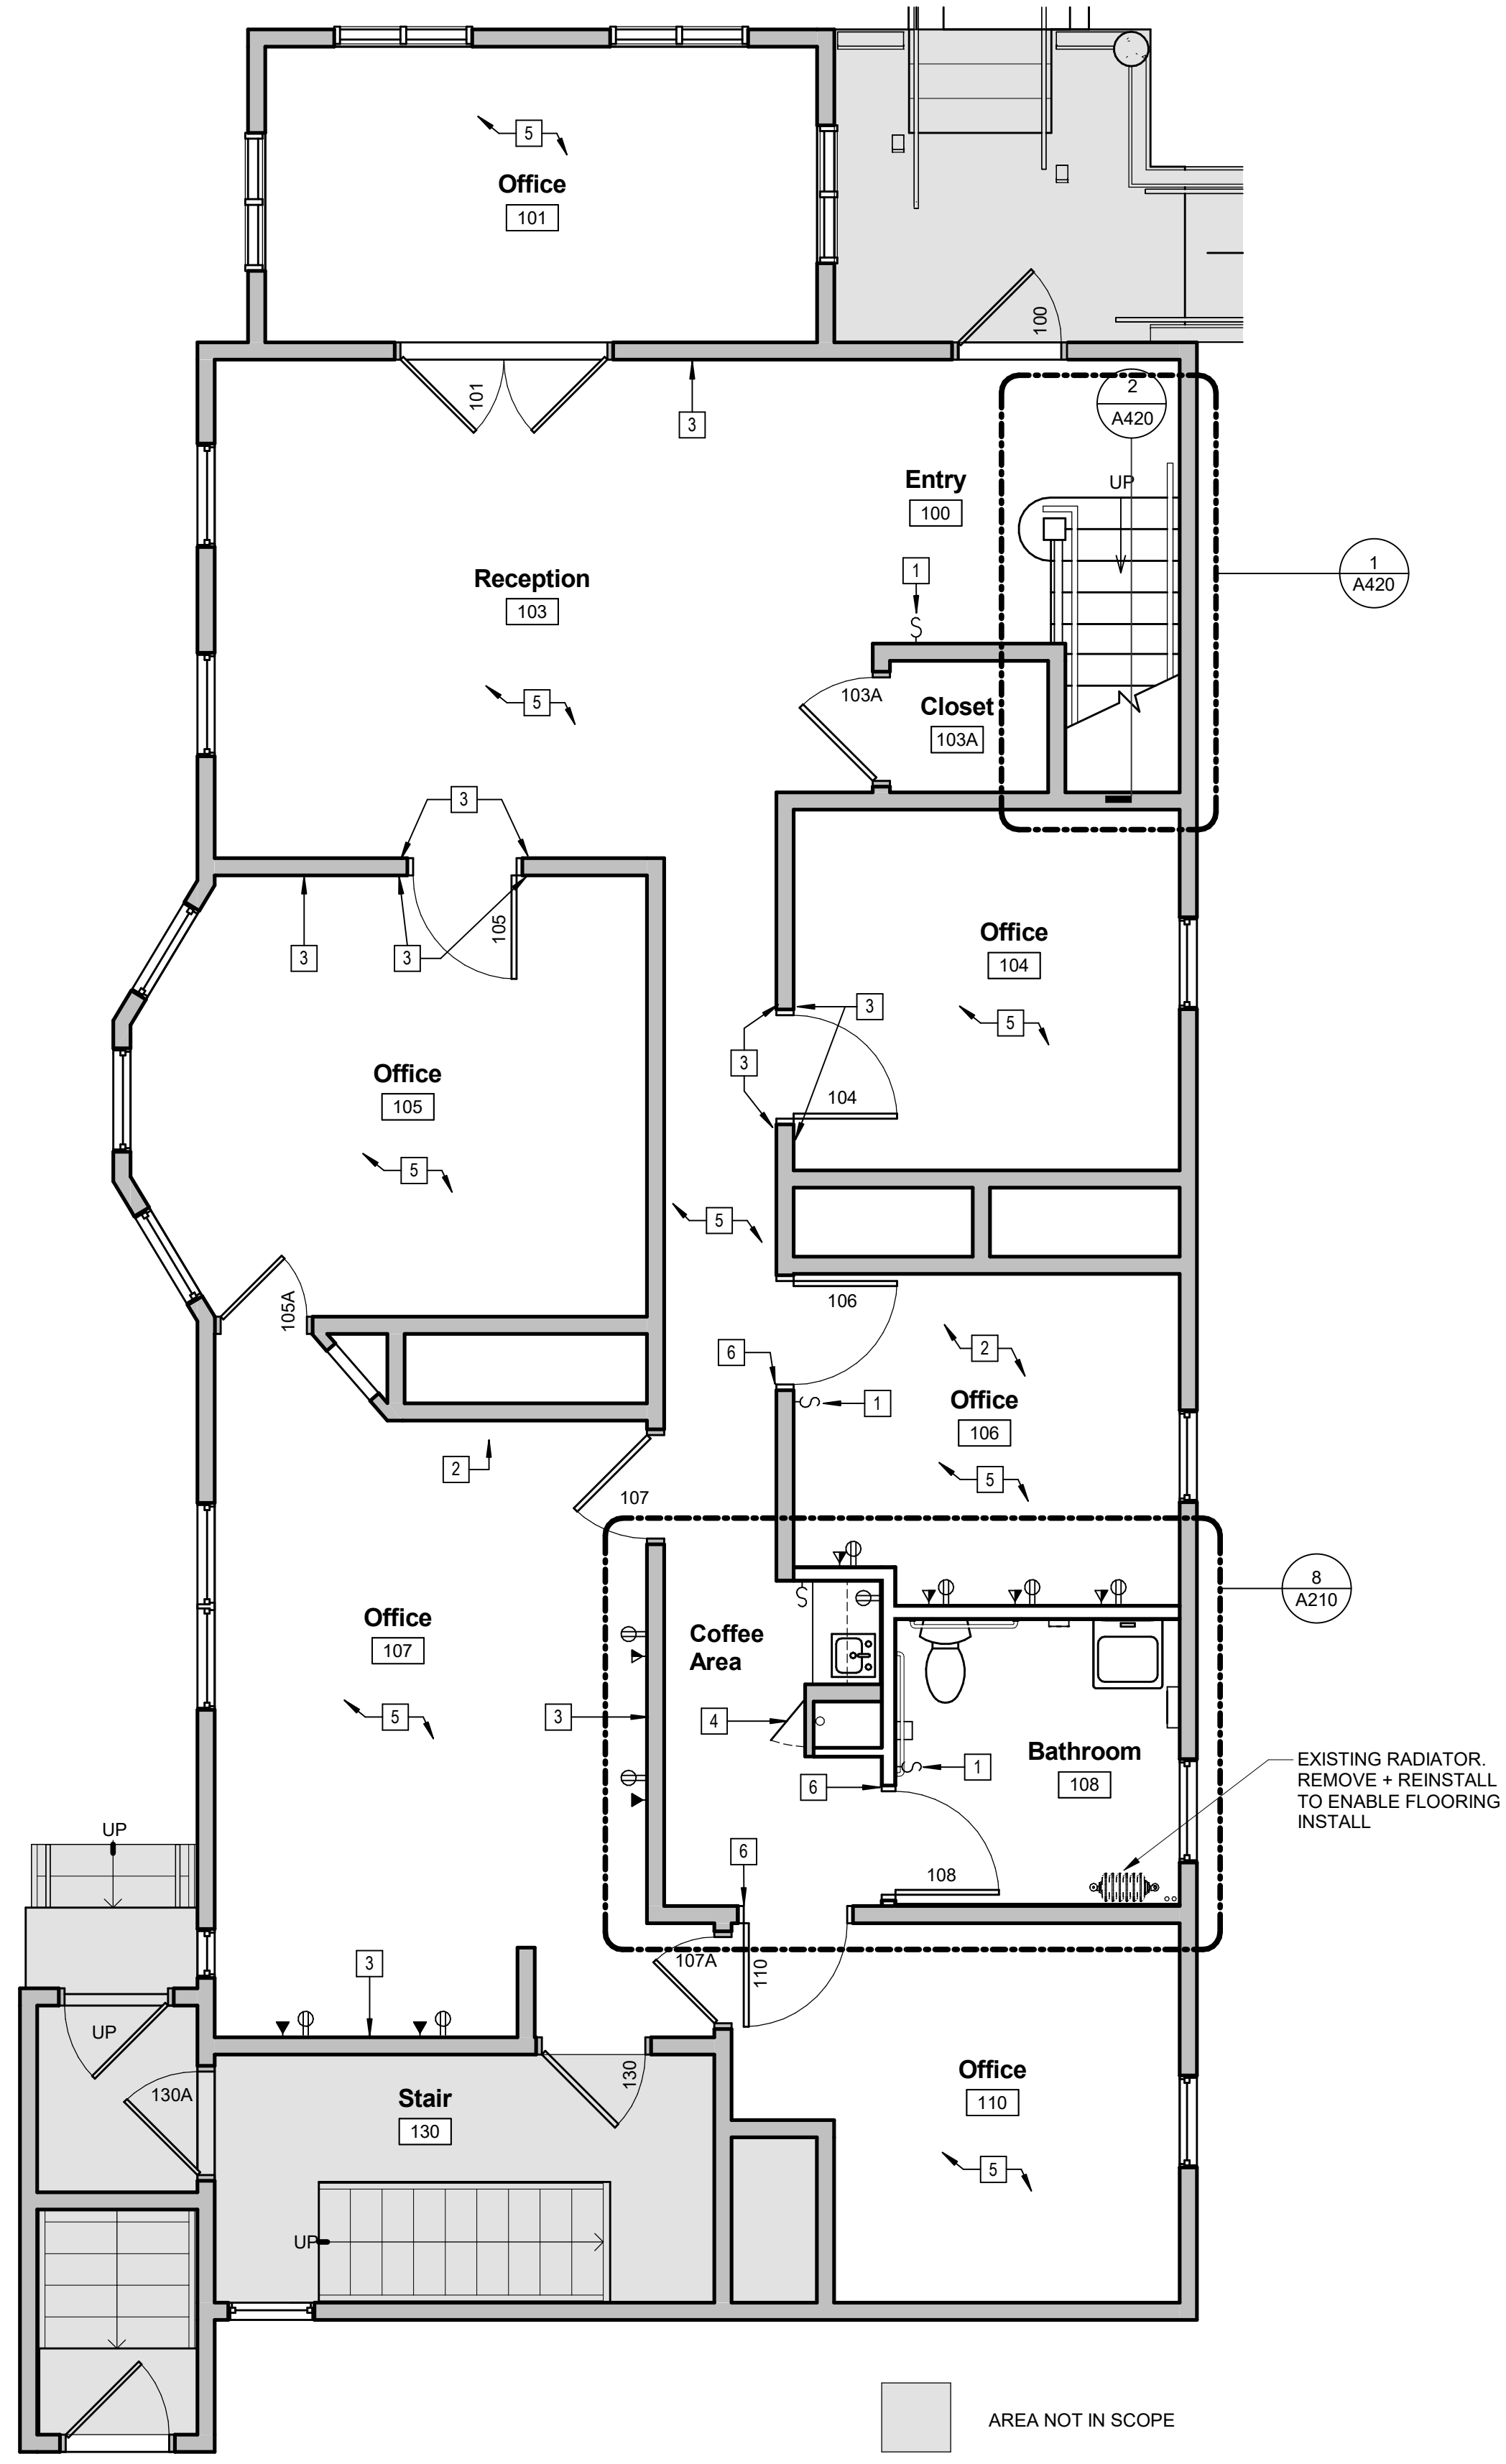 5
Office
101
100
101
3
2
A420
UP
Entry
100
1
A420
1
S
Reception
103
103A
Closet
103A
5
3
105
3
3
Office
104
3
5
3
104
Office
105
5
5
105A
106
6
2
1
S
Office
106
5
2
107
8
A210
S
Office
107
Coffee
Area
5
3
4
Bathroom
108
1
S
6
EXISTING RADIATOR.
REMOVE + REINSTALL
TO ENABLE FLOORING
INSTALL
UP
6
108
3
107A
110
UP
130A
130
Stair
130
Office
110
5
UP
AREA NOT IN SCOPE